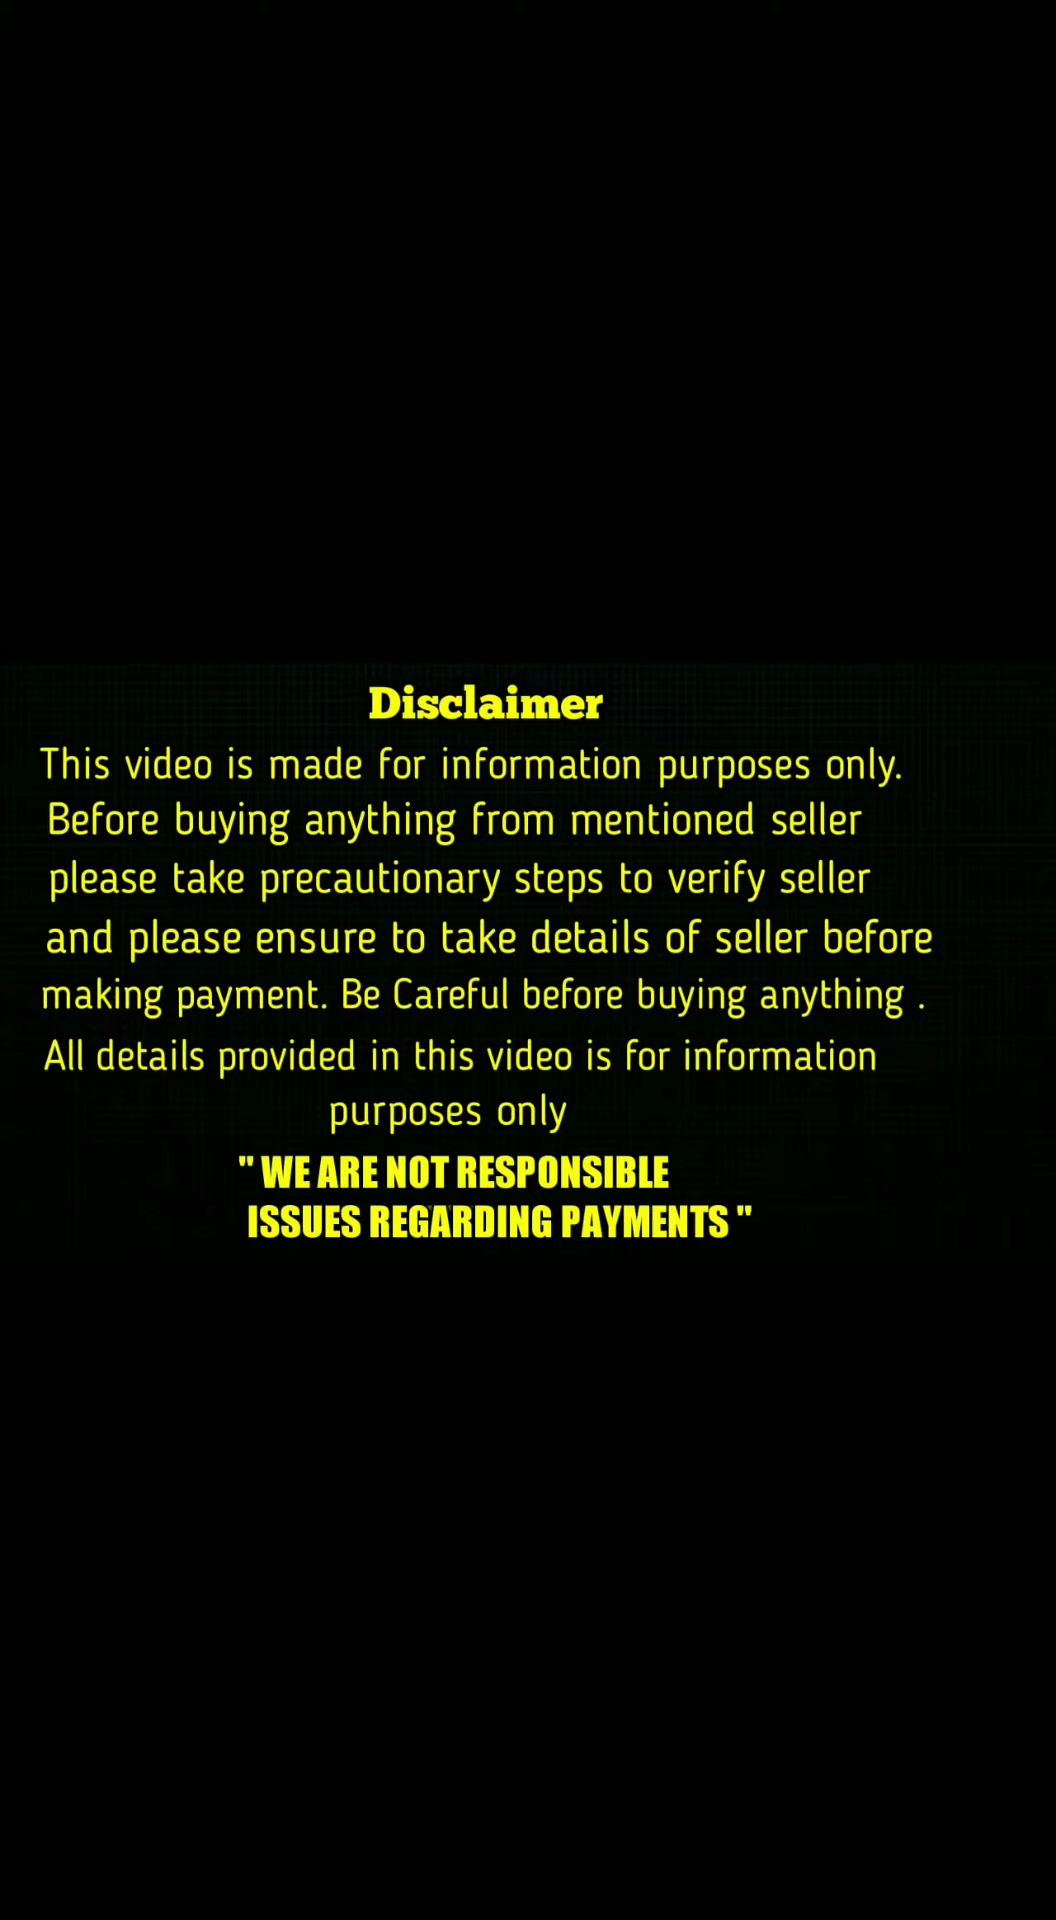 Disclaimer
This video is made for information purposes only.
Before buying anything from mentioned seller
please take precautionary steps to verify seller
and please ensure to take details of seller before
making payment. Be Careful before buying anything .
All details provided in this video is for information
purposes only
" WE ARE NOT RESPONSIBLE
ISSUES REGARDING PAYMENTS "